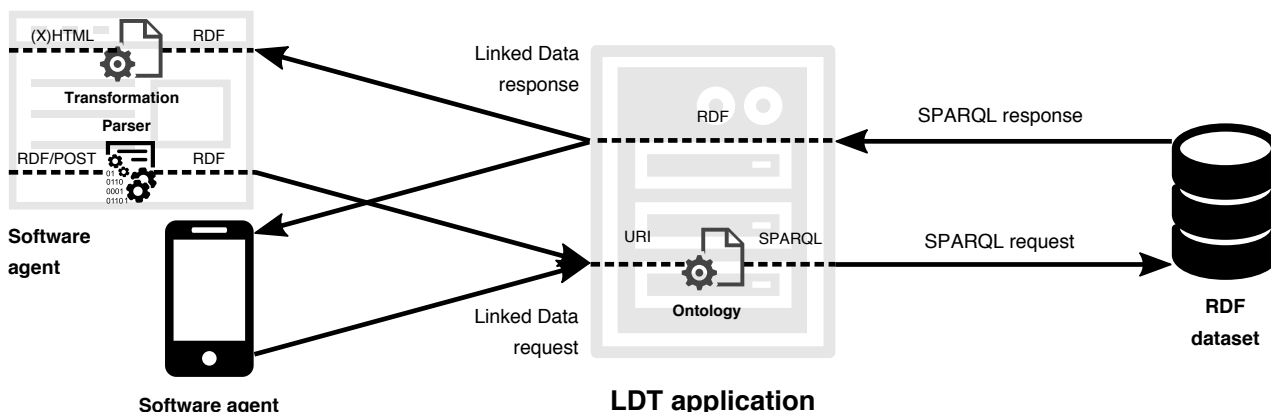 (X)HTML
RDF
Transformation
Parser
RDF/POST
RDF
01
0110
0001
01101
Software
agent
Software agent
Linked Data
response
Linked Data
request
RDF
URI
SPARQL
Ontology
LDT application
SPARQL response
SPARQL request
RDF
dataset